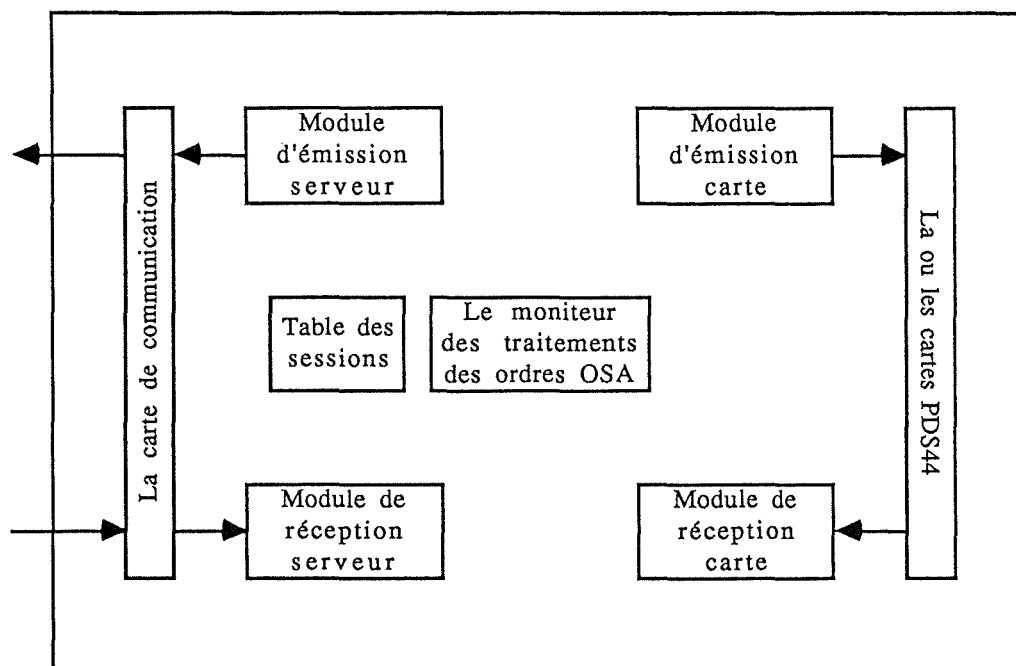 Module
d'émission
serveur
Module
d'émission
carte
La carte de communication
La ou les cartes PDS44
Table des
sessions
Le moniteur
des traitements
des ordres OSA
Module de
réception
serveur
Module de
réception
carte